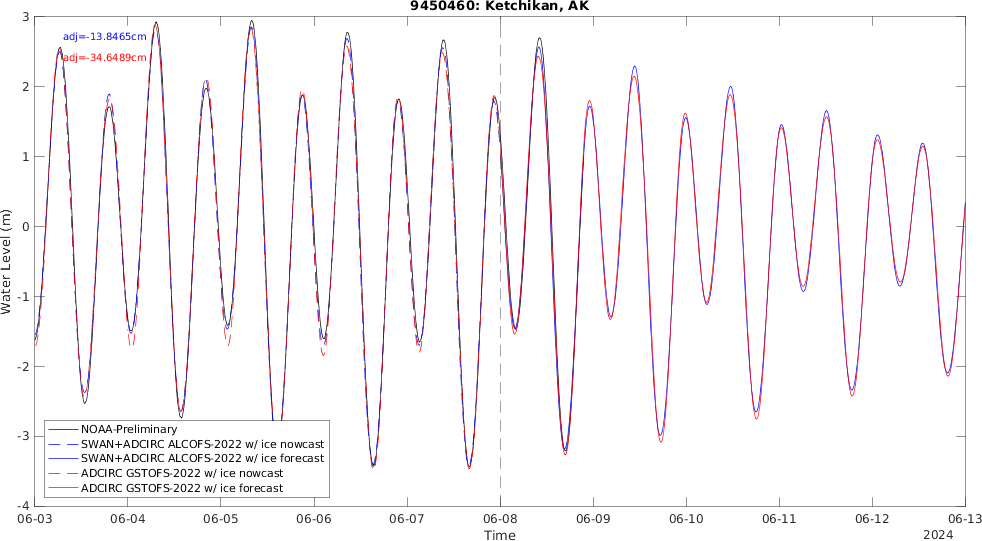 9450460: Ketchikan, AK
adj=-13.8465cm
adj=-34.6489cm
Water Level (m)
3
2
1
0
-1
-2
-3
-4
NOAA-Preliminary
SWAN+ADCIRC ALCOFS-2022 w/ ice nowcast
SWAN+ADCIRC ALCOFS-2022 w/ ice forecast
ADCIRC GSTOFS-2022 w/ ice nowcast
ADCIRC GSTOFS-2022 w/ ice forecast
06-03 06-04 06-05 06-06 06-07 06-08 06-09 06-10 06-11 06-12 06-13
Time
2024